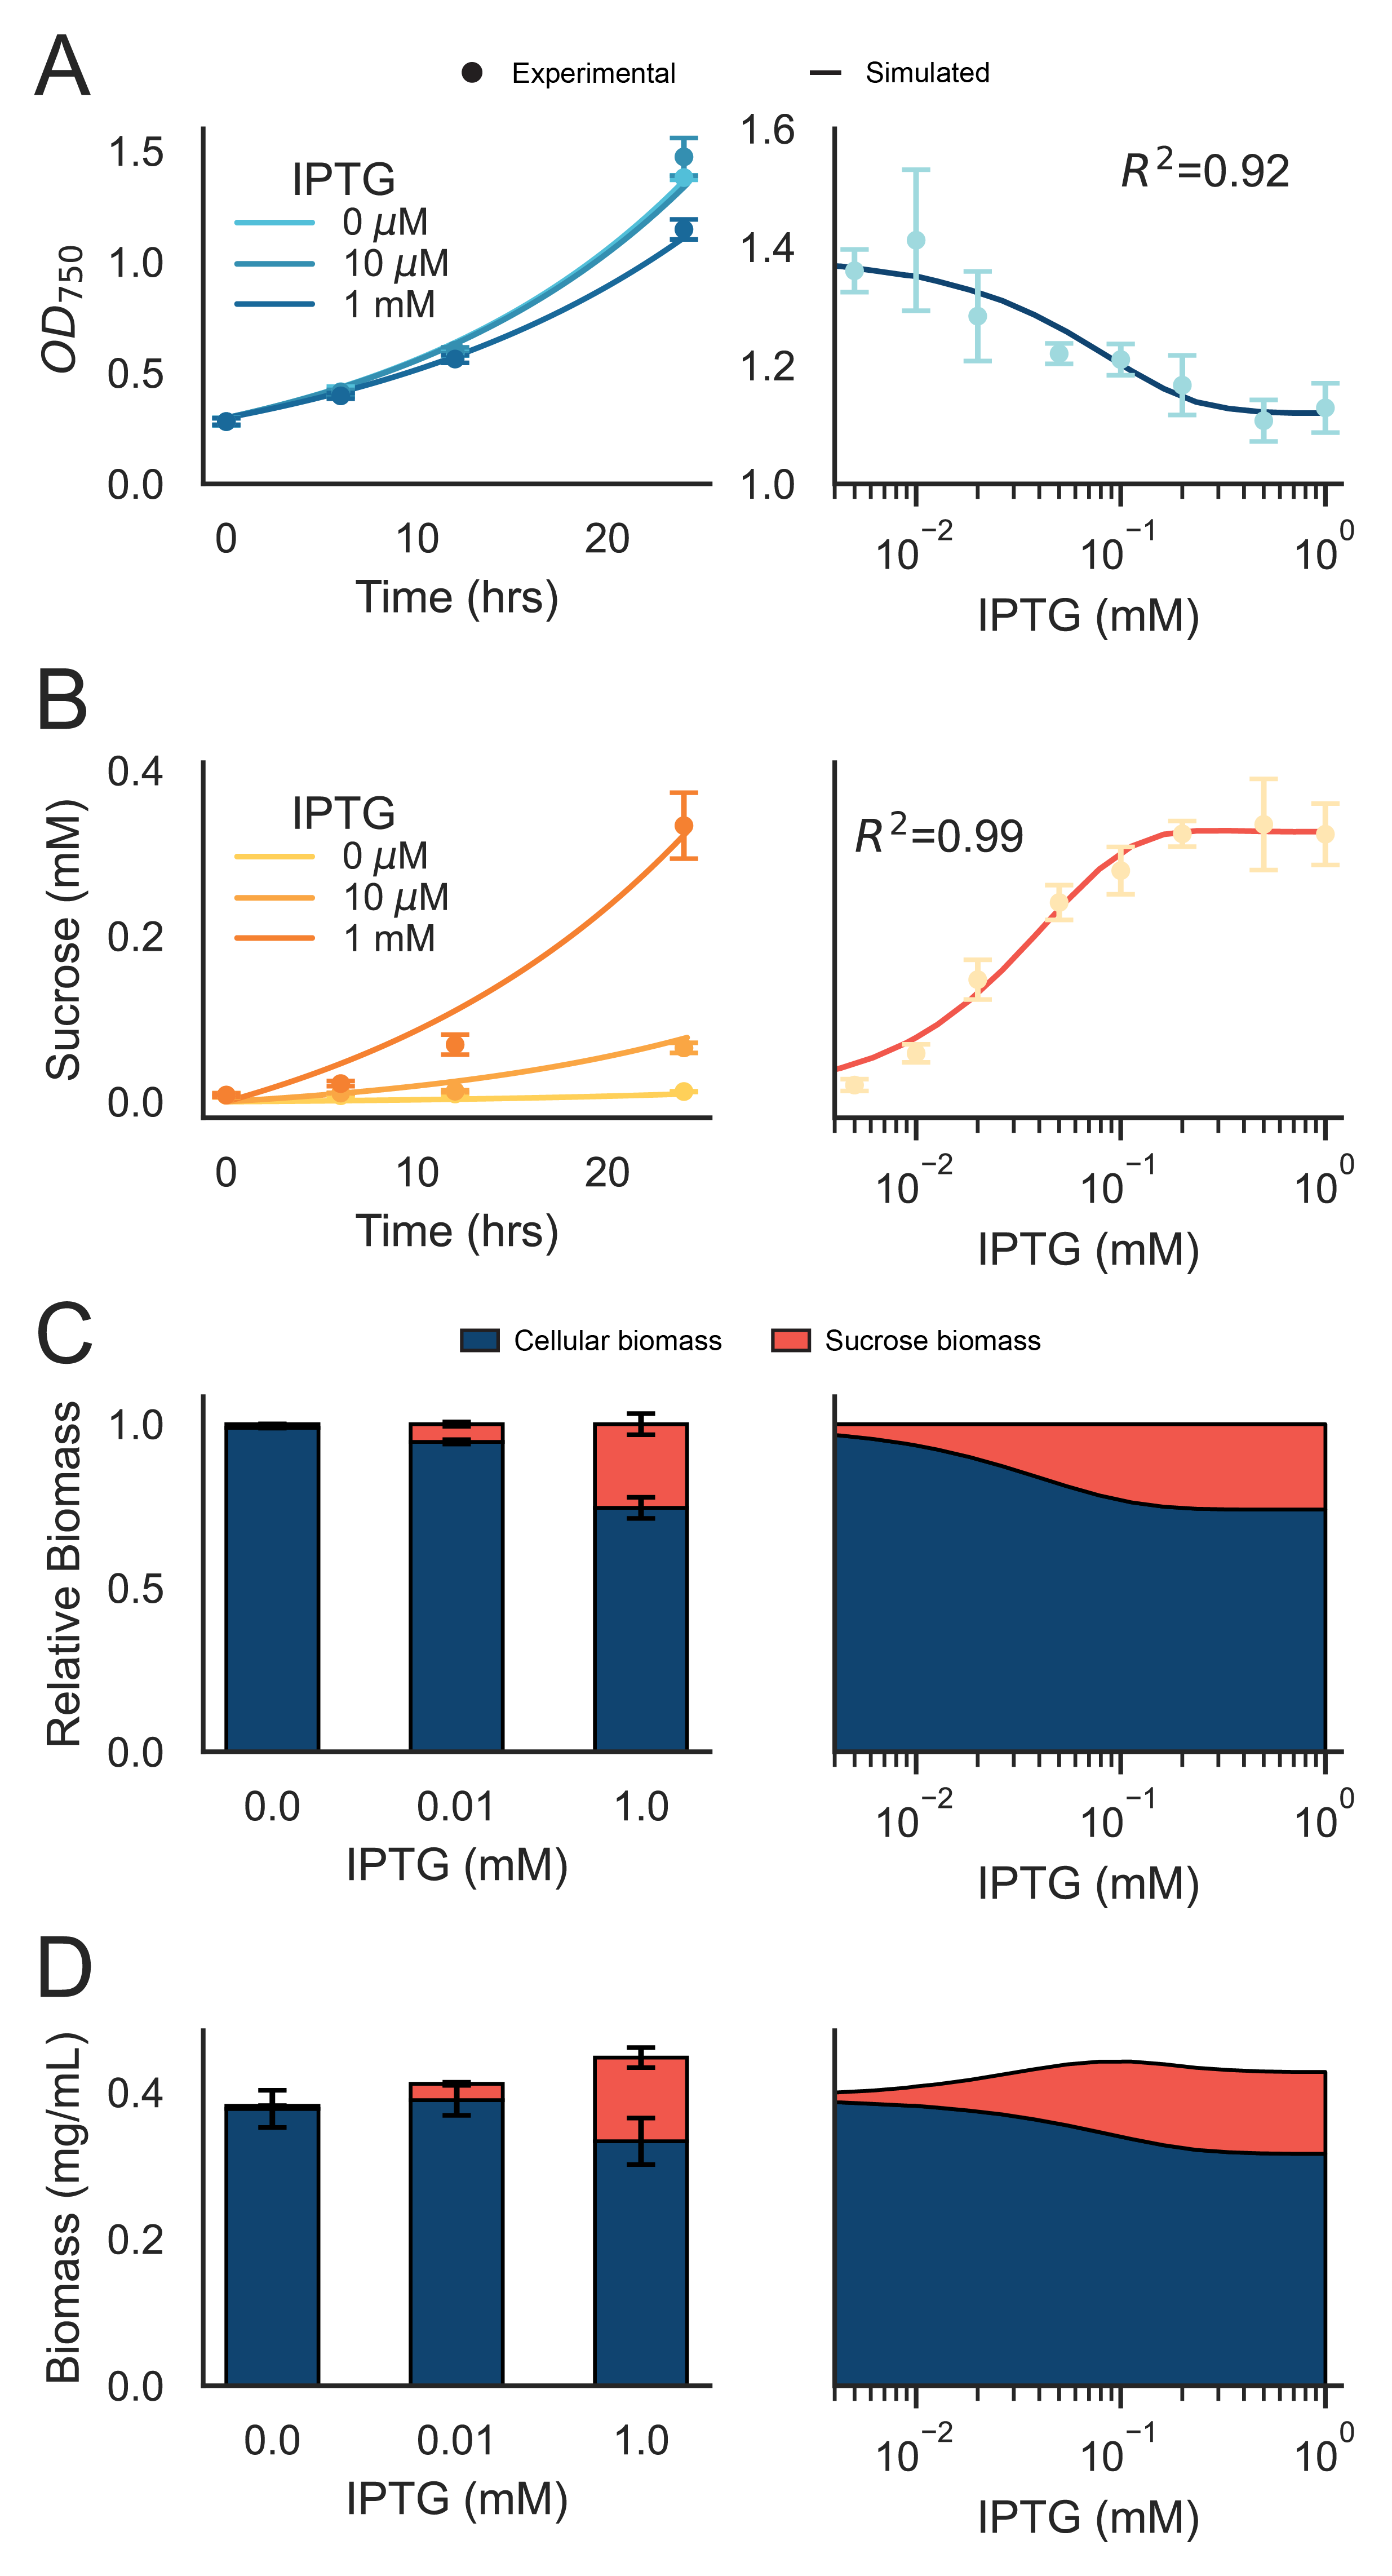 A
Experimental
Simulated
1.5
1.0
0.5
0.0
OD750
IPTG
0 μM
10 μM
1 mM
0
10
20
Time (hrs)
1.6
1.4
1.2
1.0
R²=0.92
10⁻²
10⁻¹
10⁰
IPTG (mM)
B
0.4
0.2
0.0
Sucrose (mM)
IPTG
0 μM
10 μM
1 mM
0
10
20
Time (hrs)
R²=0.99
10⁻²
10⁻¹
10⁰
IPTG (mM)
C
Cellular biomass
Sucrose biomass
1.0
0.5
0.0
Relative Biomass
0.0
0.01
1.0
IPTG (mM)
10⁻²
10⁻¹
10⁰
IPTG (mM)
D
0.4
0.2
0.0
Biomass (mg/mL)
0.0
0.01
1.0
IPTG (mM)
10⁻²
10⁻¹
10⁰
IPTG (mM)